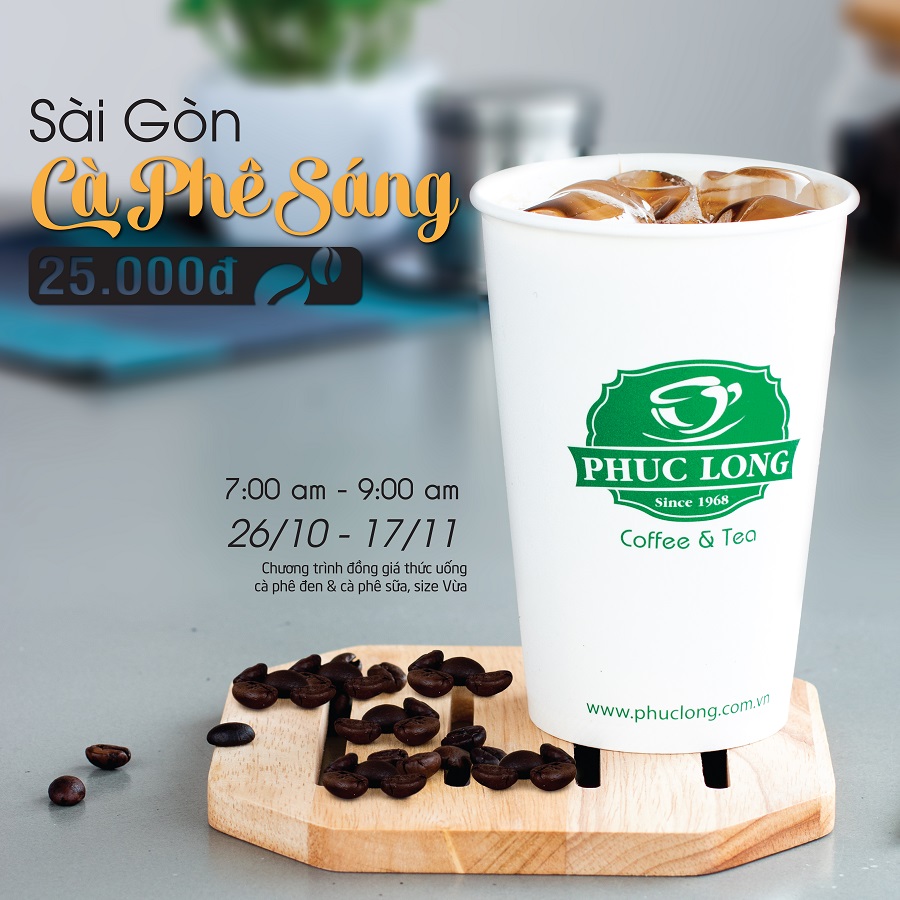 Sài Gòn
Cà Phê Sáng
25.000đ
7:00 am - 9:00 am
26/10 - 17/11
Chương trình đồng giá thức uống
cà phê đen & cà phê sữa, size Vừa
PHUC LONG
Since 1968
Coffee & Tea
www.phuclong.com.vn